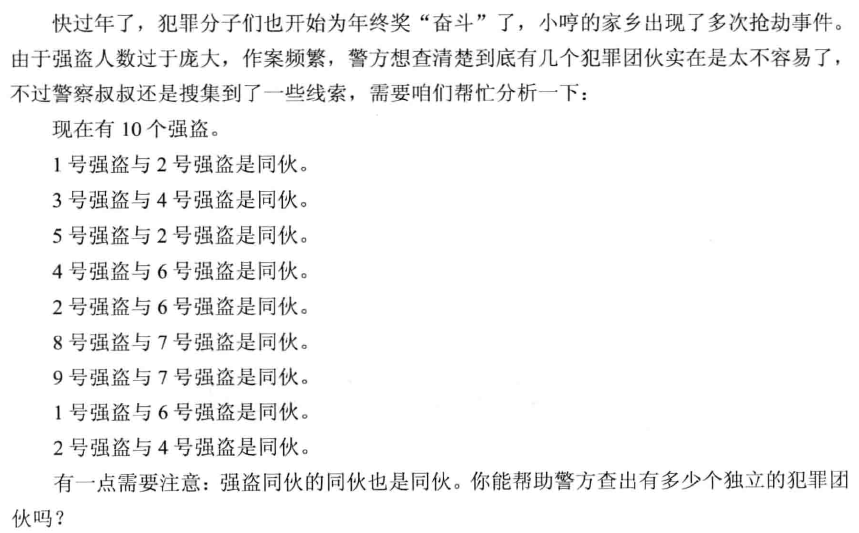 快过年了，犯罪分子们也开始为年终奖“奋斗”了，小哼的家乡出现了多次抢劫事件。
由于强盗人数过于庞大，作案频繁，警方想查清楚到底有几个犯罪团伙实在是太不容易了，
不过警察叔叔还是搜集到了一些线索，需要咱们帮忙分析一下：
现在有 10 个强盗。
1 号强盗与 2 号强盗是同伙。
3 号强盗与 4 号强盗是同伙。
5 号强盗与 2 号强盗是同伙。
4 号强盗与 6 号强盗是同伙。
2 号强盗与 6 号强盗是同伙。
8 号强盗与 7 号强盗是同伙。
9 号强盗与 7 号强盗是同伙。
1 号强盗与 6 号强盗是同伙。
2 号强盗与 4 号强盗是同伙。
有一点需要注意：强盗同伙的同伙也是同伙。你能帮助警方查出有多少个独立的犯罪团
伙吗？